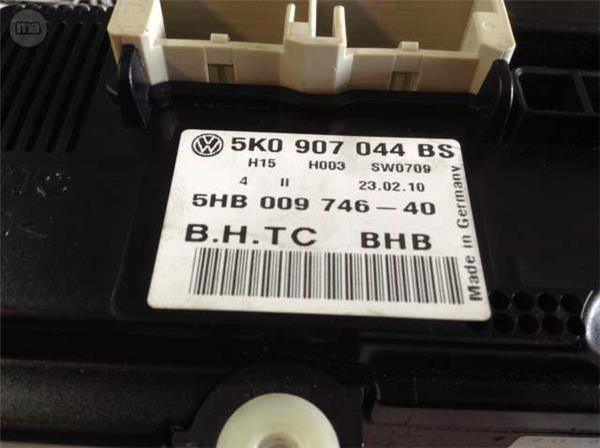 ma
5K0 907 044 BS
H15 H003 SW0709
4 II 23.02.10
5HB 009 746-40
B.H.TC BHB
Made in Germany